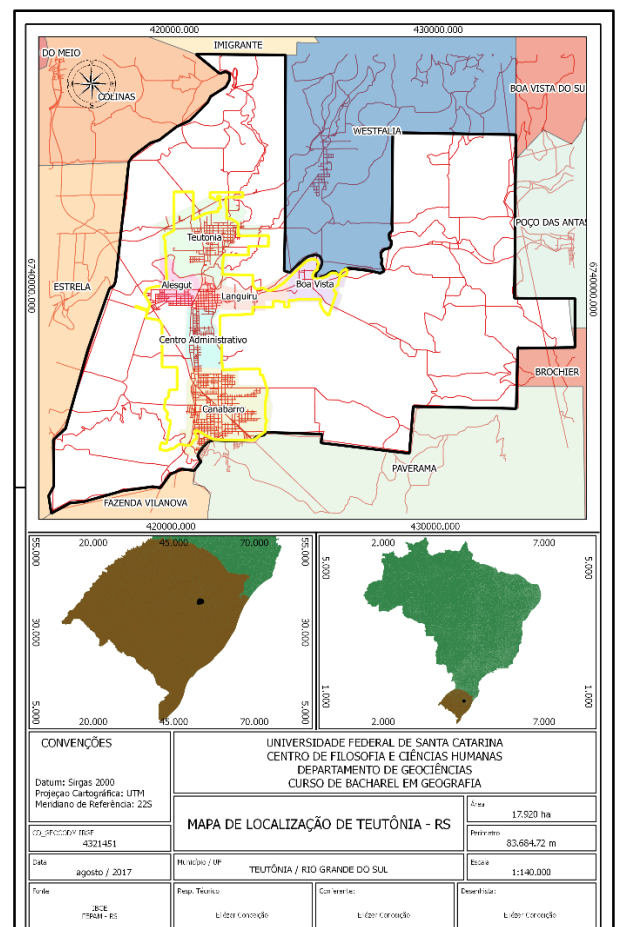 420000.000 430000.000
IMIGRANTE
DO MEIO
COLINAS
BOA VISTA DO SU
WESTFALIA
POÇO DAS ANTAS
Teutonia
6740000.000
6740000.000
ESTRELA
Alesgut
Boa Vista
Languiru
Centro Administrativo
BROCHIER
Canabarro
PAVERAMA
FAZENDA VILANOVA
420000.000 430000.000
20.000 45.000 70.000
55.000 55.000
30.000 30.000
5.000 5.000
20.000 45.000 70.000
2.000 7.000
5.000 5.000
1.000 1.000
2.000 7.000
CONVENÇÕES
Datum: Sirgas 2000
Projeçao Cartográfica: UTM
Meridiano de Referência: 22S
UNIVERSIDADE FEDERAL DE SANTA CATARINA
CENTRO DE FILOSOFIA E CIÊNCIAS HUMANAS
DEPARTAMENTO DE GEOCIÊNCIAS
CURSO DE BACHAREL EM GEOGRAFIA
MAPA DE LOCALIZAÇÃO DE TEUTÔNIA - RS
Área
17.920 ha
Perímetro
83.684.72 m
4321451
Data
agosto / 2017
Município / UF
TEUTÔNIA / RIO GRANDE DO SUL
Escala
1:140.000
Fonte
IBGE
FEPAM - RS
Resp. Técnico
Eliézer Conceição
Conferente:
Eliézer Conceição
Desenhista:
Eliézer Conceição